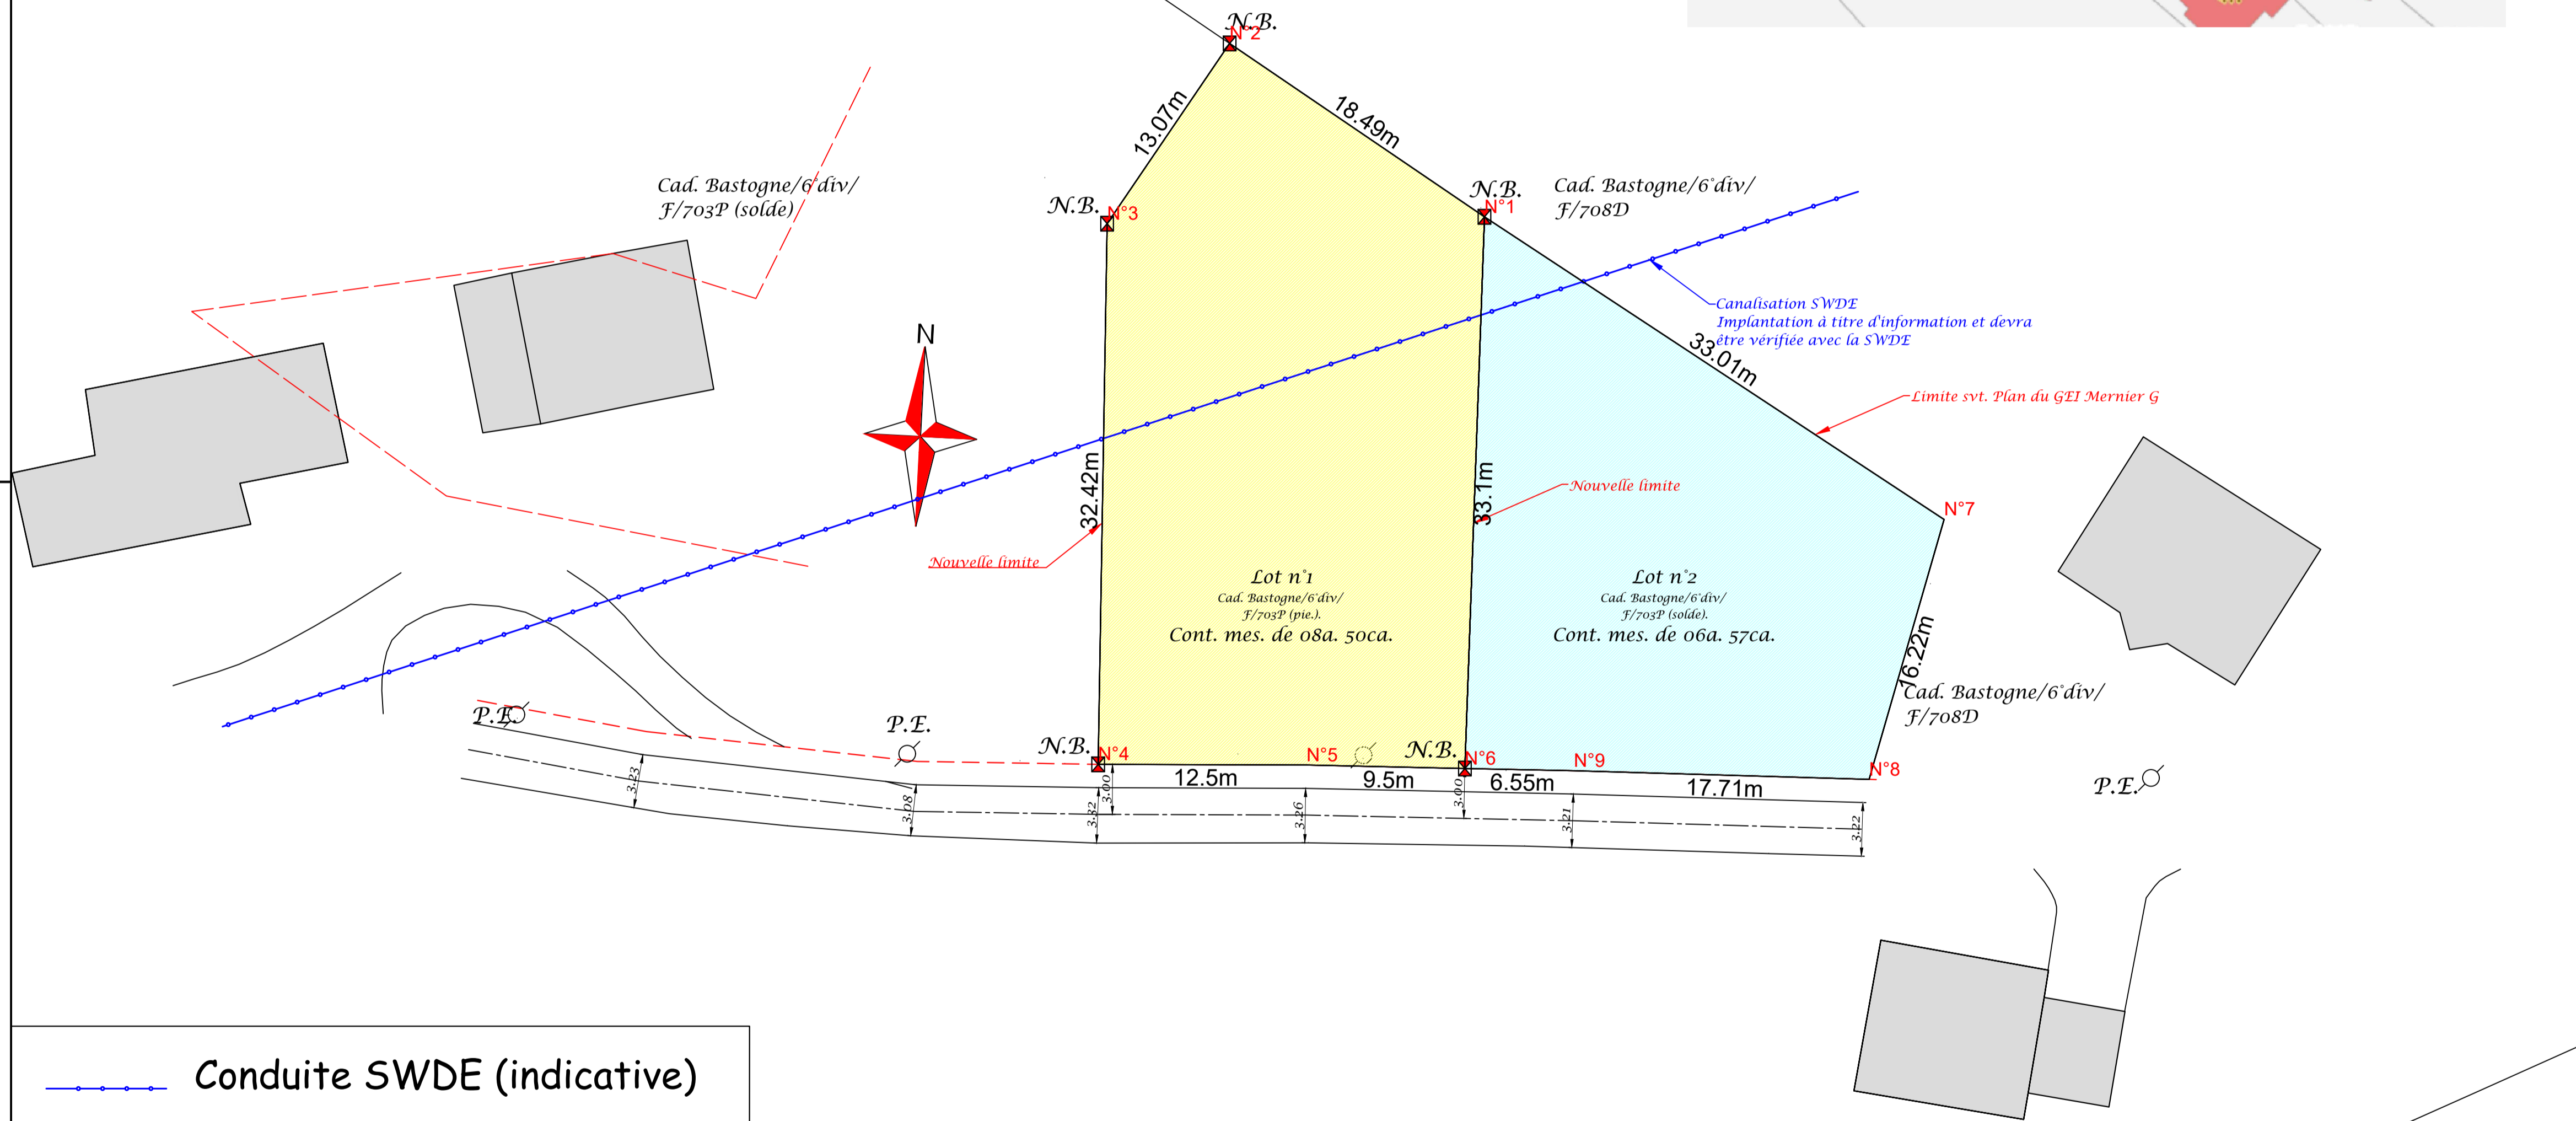 N.B.
N°2
13.07m
18.49m
Cad. Bastogne/6°div/
F/703P (solde)
N.B.
N°3
N.B.
N°1
Cad. Bastogne/6°div/
F/708D
Canalisation SWDE
Implantation à titre d'information et devra
être vérifiée avec la SWDE
33.01m
N
Limite svt. Plan du GEI Mernier G
32.42m
33.1m
Nouvelle limite
N°7
Nouvelle limite
Lot n°1
Cad. Bastogne/6°div/
F/703P (pie.).
Cont. mes. de 08a. 50ca.
Lot n°2
Cad. Bastogne/6°div/
F/703P (solde).
Cont. mes. de 06a. 57ca.
16.22m
Cad. Bastogne/6°div/
F/708D
P.E.
P.E.
N.B.
N°4
N°5
N.B.
N°6
N°9
N°8
P.E.
12.5m
9.5m
6.55m
17.71m
3.23
3.08
3.32
3.00
3.26
3.00
3.21
3.22
Conduite SWDE (indicative)